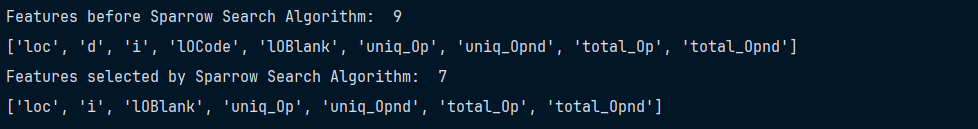 Features before Sparrow Search Algorithm:  9
['loc', 'd', 'i', 'lOCode', 'lOBlank', 'uniq_Op', 'uniq_Opnd', 'total_Op', 'total_Opnd']
Features selected by Sparrow Search Algorithm:  7
['loc', 'i', 'lOBlank', 'uniq_Op', 'uniq_Opnd', 'total_Op', 'total_Opnd']